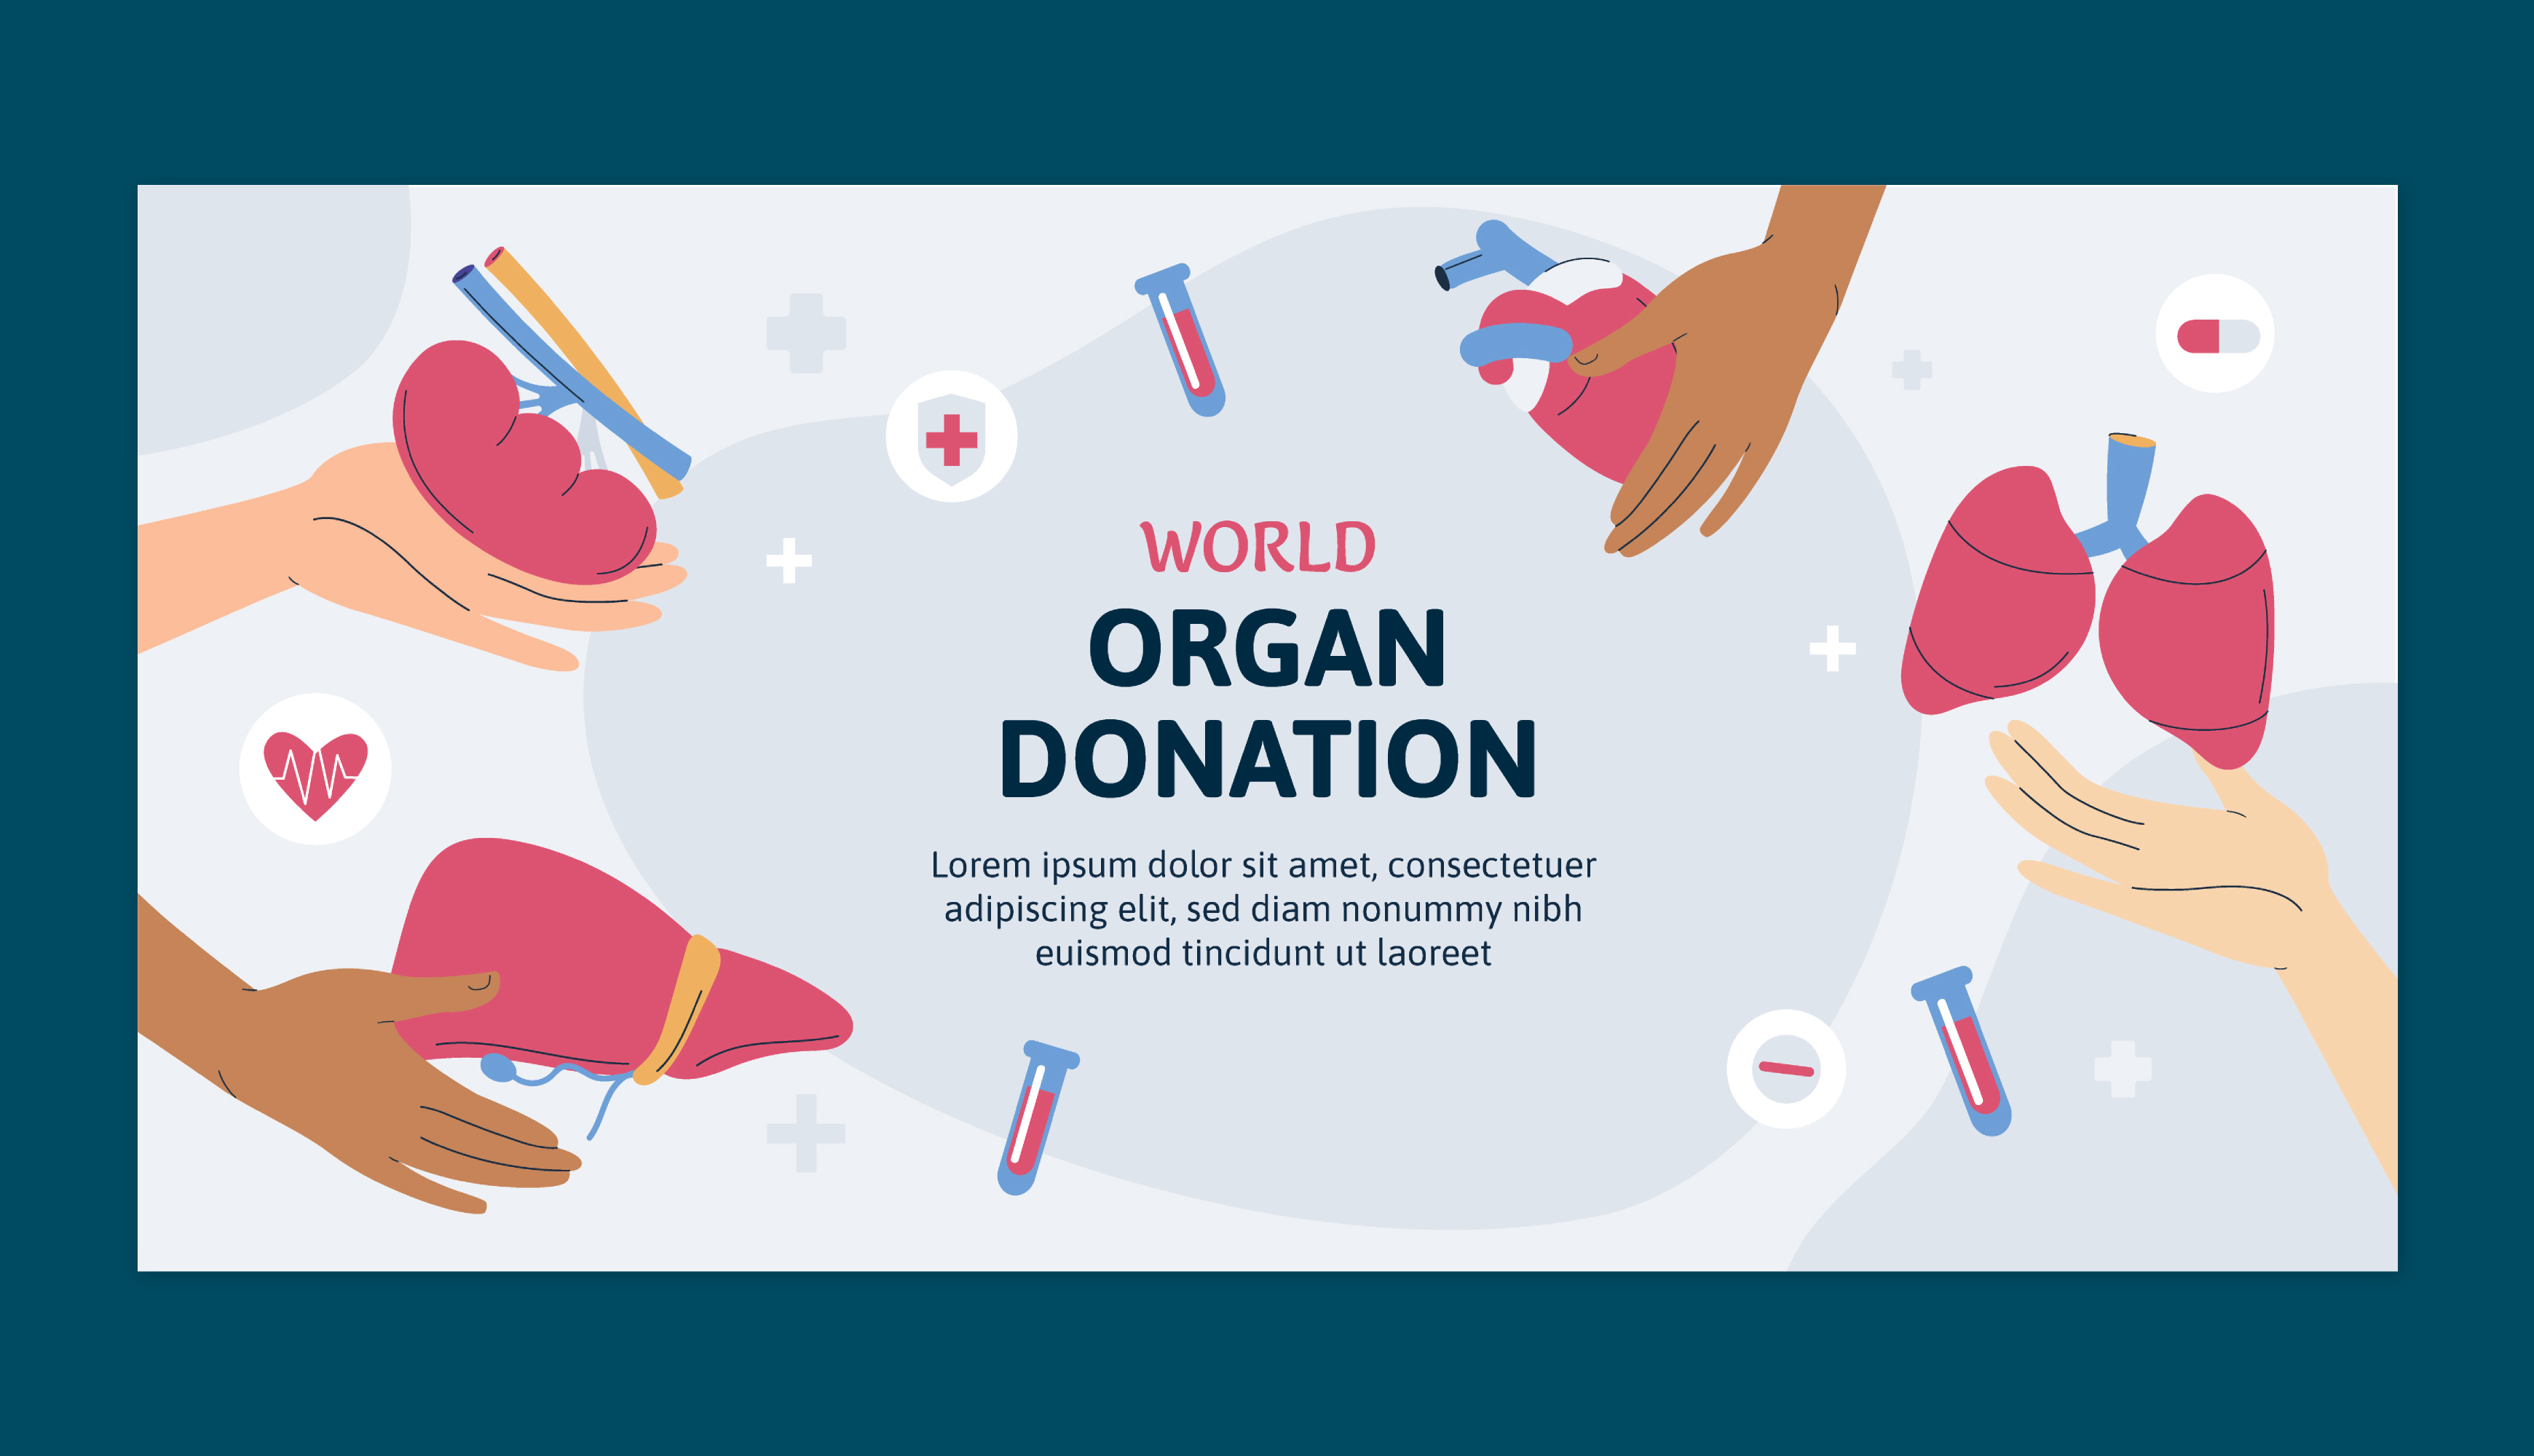 WORLD
ORGAN
DONATION
Lorem ipsum dolor sit amet, consectetuer
adipiscing elit, sed diam nonummy nibh
euismod tincidunt ut laoreet